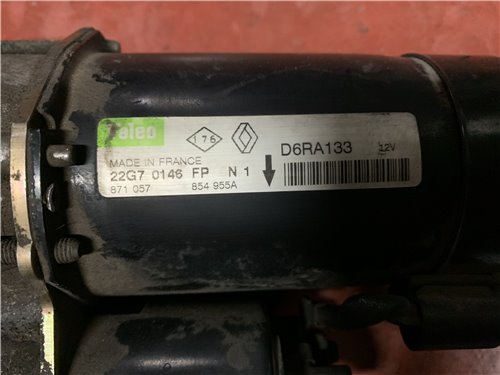 Valeo 176 D6RA133 12V
MADE IN FRANCE
22G7 0146 FP N 1
871 057 854 955A